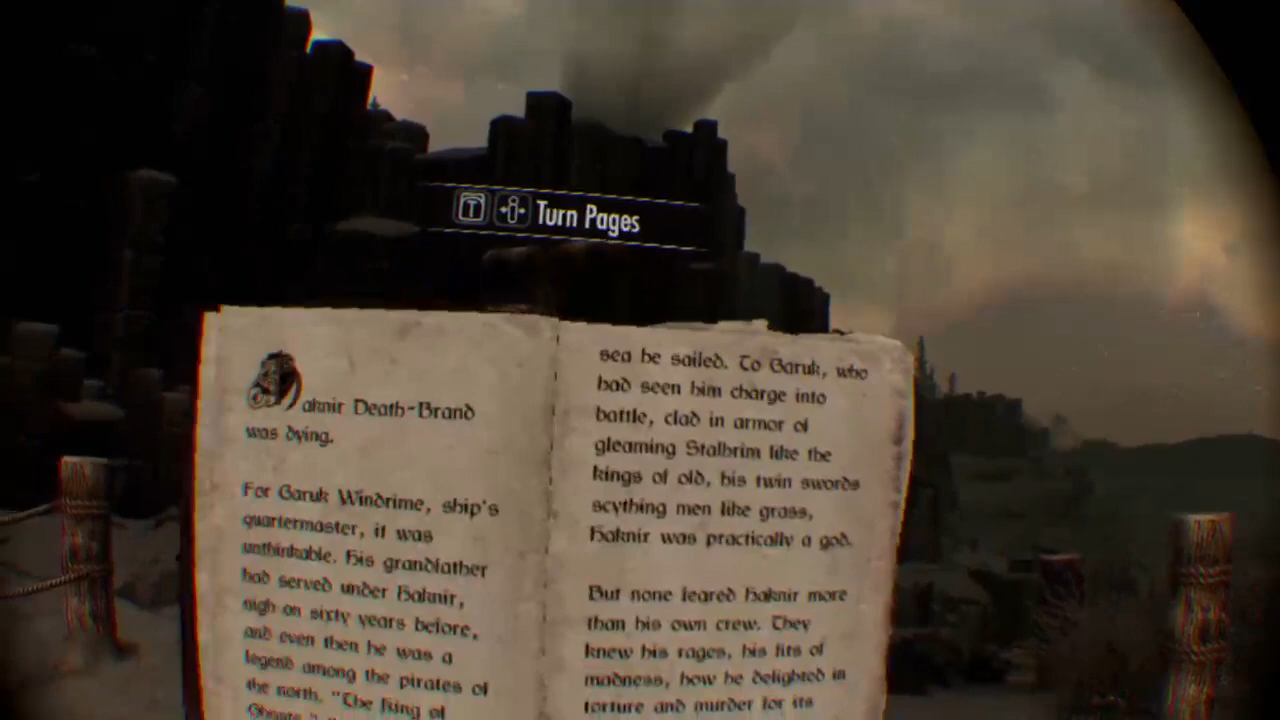 T Turn Pages
Haknir Death-Brand
was dying.
For Garuk Windrime, ship's
quartermaster, it was
unthinkable. His grandfather
had served under Haknir,
nigh on sixty years before,
and even then he was a
legend among the pirates of
the north. "The King of
Ghosts,"
sea he sailed. To Garuk, who
had seen him charge into
battle, clad in armor of
gleaming Stalhrim like the
kings of old, his twin swords
scything men like grass,
Haknir was practically a god.
But none feared Haknir more
than his own crew. They
knew his rages, his fits of
madness, how he delighted in
torture and murder for its